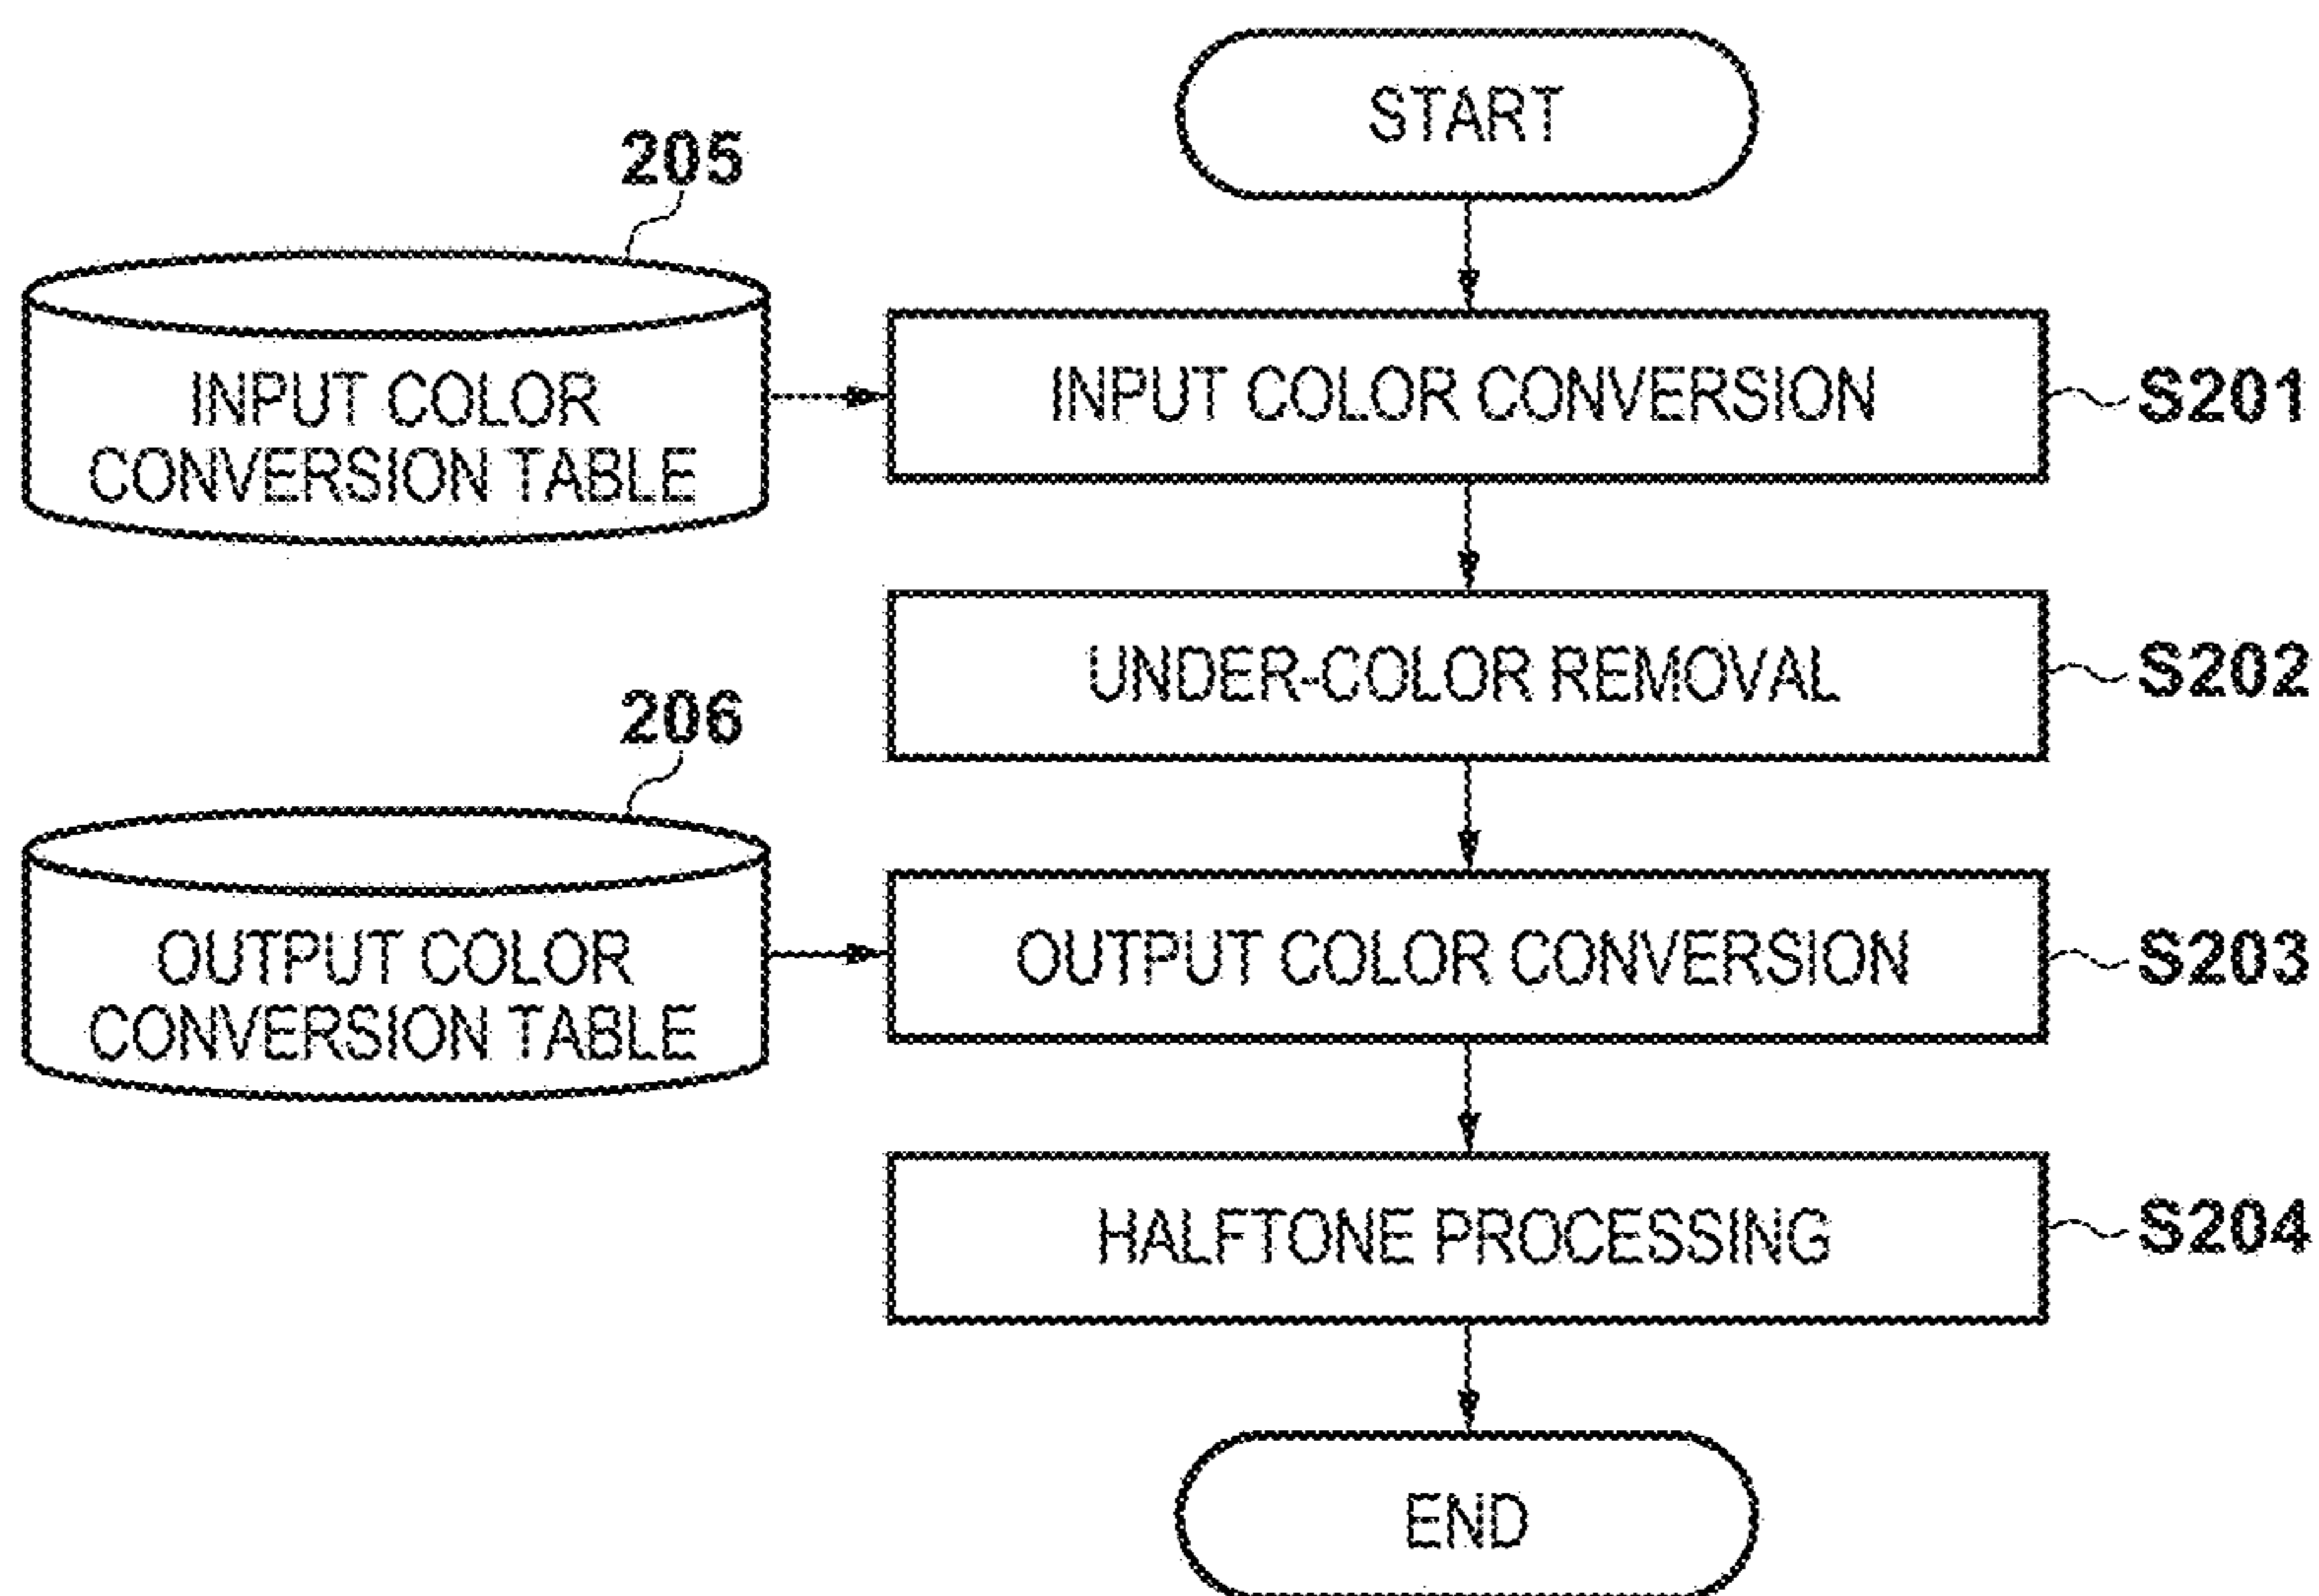 START
205
INPUT COLOR
CONVERSION TABLE
INPUT COLOR CONVERSION
S201
UNDER-COLOR REMOVAL
S202
206
OUTPUT COLOR
CONVERSION TABLE
OUTPUT COLOR CONVERSION
S203
HALFTONE PROCESSING
S204
END